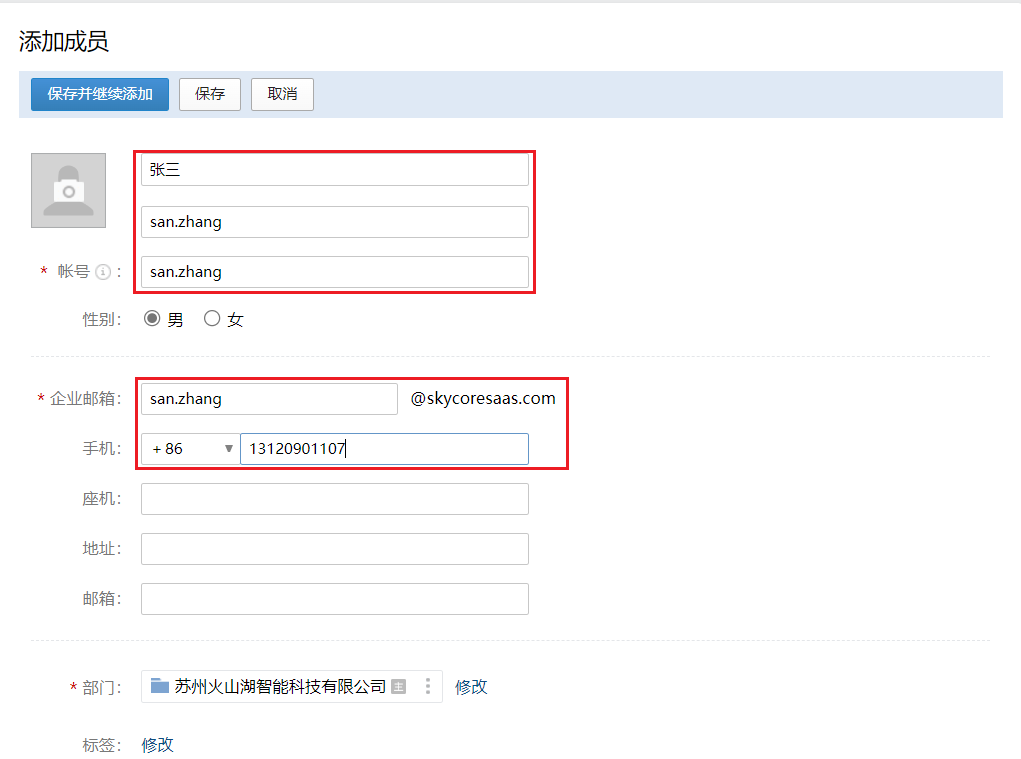 添加成员
保存并继续添加 保存 取消
张三
san.zhang
* 帐号 : san.zhang
性别: 男 女
* 企业邮箱: san.zhang @skycoresaas.com
手机: + 86 13120901107
座机:
地址:
邮箱:
* 部门: 苏州火山湖智能科技有限公司 主 修改
标签: 修改